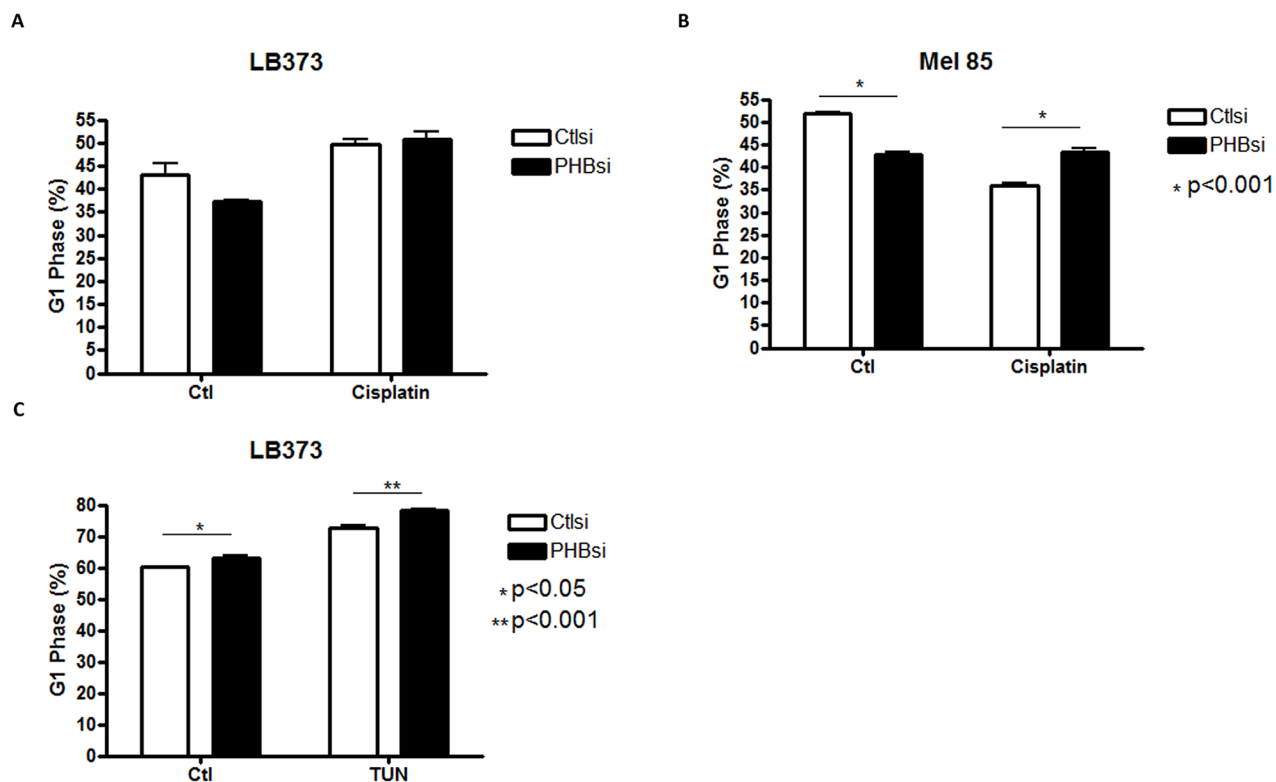 A
LB373
G1 Phase (%)
55
50
45
40
35
30
25
20
15
10
5
0
Ctl
Cisplatin
Ctlsi
PHBsi
B
Mel 85
G1 Phase (%)
55
50
45
40
35
30
25
20
15
10
5
0
*
*
Ctl
Cisplatin
Ctlsi
PHBsi
* p<0.001
C
LB373
G1 Phase (%)
80
70
60
50
40
30
20
10
0
*
**
Ctl
TUN
Ctlsi
PHBsi
* p<0.05
** p<0.001